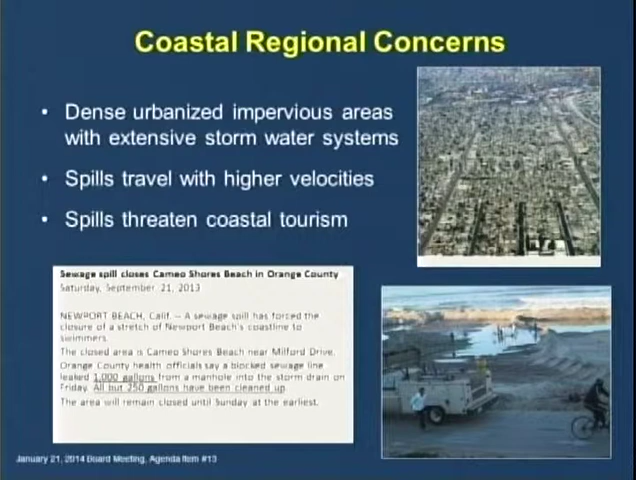 Coastal Regional Concerns
• Dense urbanized impervious areas
with extensive storm water systems
• Spills travel with higher velocities
• Spills threaten coastal tourism
Sewage spill closes Cameo Shores Beach in Orange County
Saturday, September 21, 2013
NEWPORT BEACH, Calif. -- A sewage spill has forced the
closure of a stretch of Newport Beach's coastline to
swimmers.
The closed area is Cameo Shores Beach near Milford Drive.
Orange County health officials say a blocked sewage line
leaked 1,000 gallons from a manhole into the storm drain on
Friday. All but 250 gallons have been cleaned up.
The area will remain closed until Sunday at the earliest.
January 21, 2014 Board Meeting, Agenda Item #13